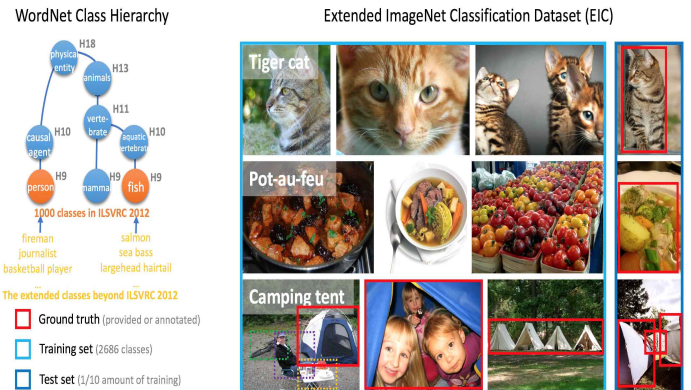 WordNet Class Hierarchy
physical
entity
H18
animals
H13
verte-
brate
H11
causal
agent
H10
aquatic
vertebrate
H10
person
H9
mamma
H9
fish
H9
1000 classes in ILSVRC 2012
fireman
journalist
basketball player
...
salmon
sea bass
largehead hairtail
...
The extended classes beyond ILSVRC 2012
Ground truth (provided or annotated)
Training set (2686 classes)
Test set (1/10 amount of training)
Extended ImageNet Classification Dataset (EIC)
Tiger cat
Pot-au-feu
Camping tent